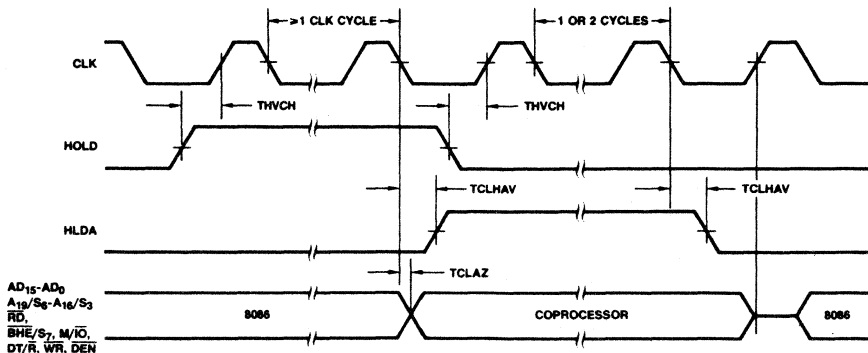 ≥1 CLK CYCLE
1 OR 2 CYCLES
CLK
THVCH
THVCH
HOLD
TCLHAV
TCLHAV
HLDA
TCLAZ
AD15-AD0
A19/S6-A16/S3
RD,
BHE/S7, M/IO,
DT/R, WR, DEN
8086
COPROCESSOR
8086